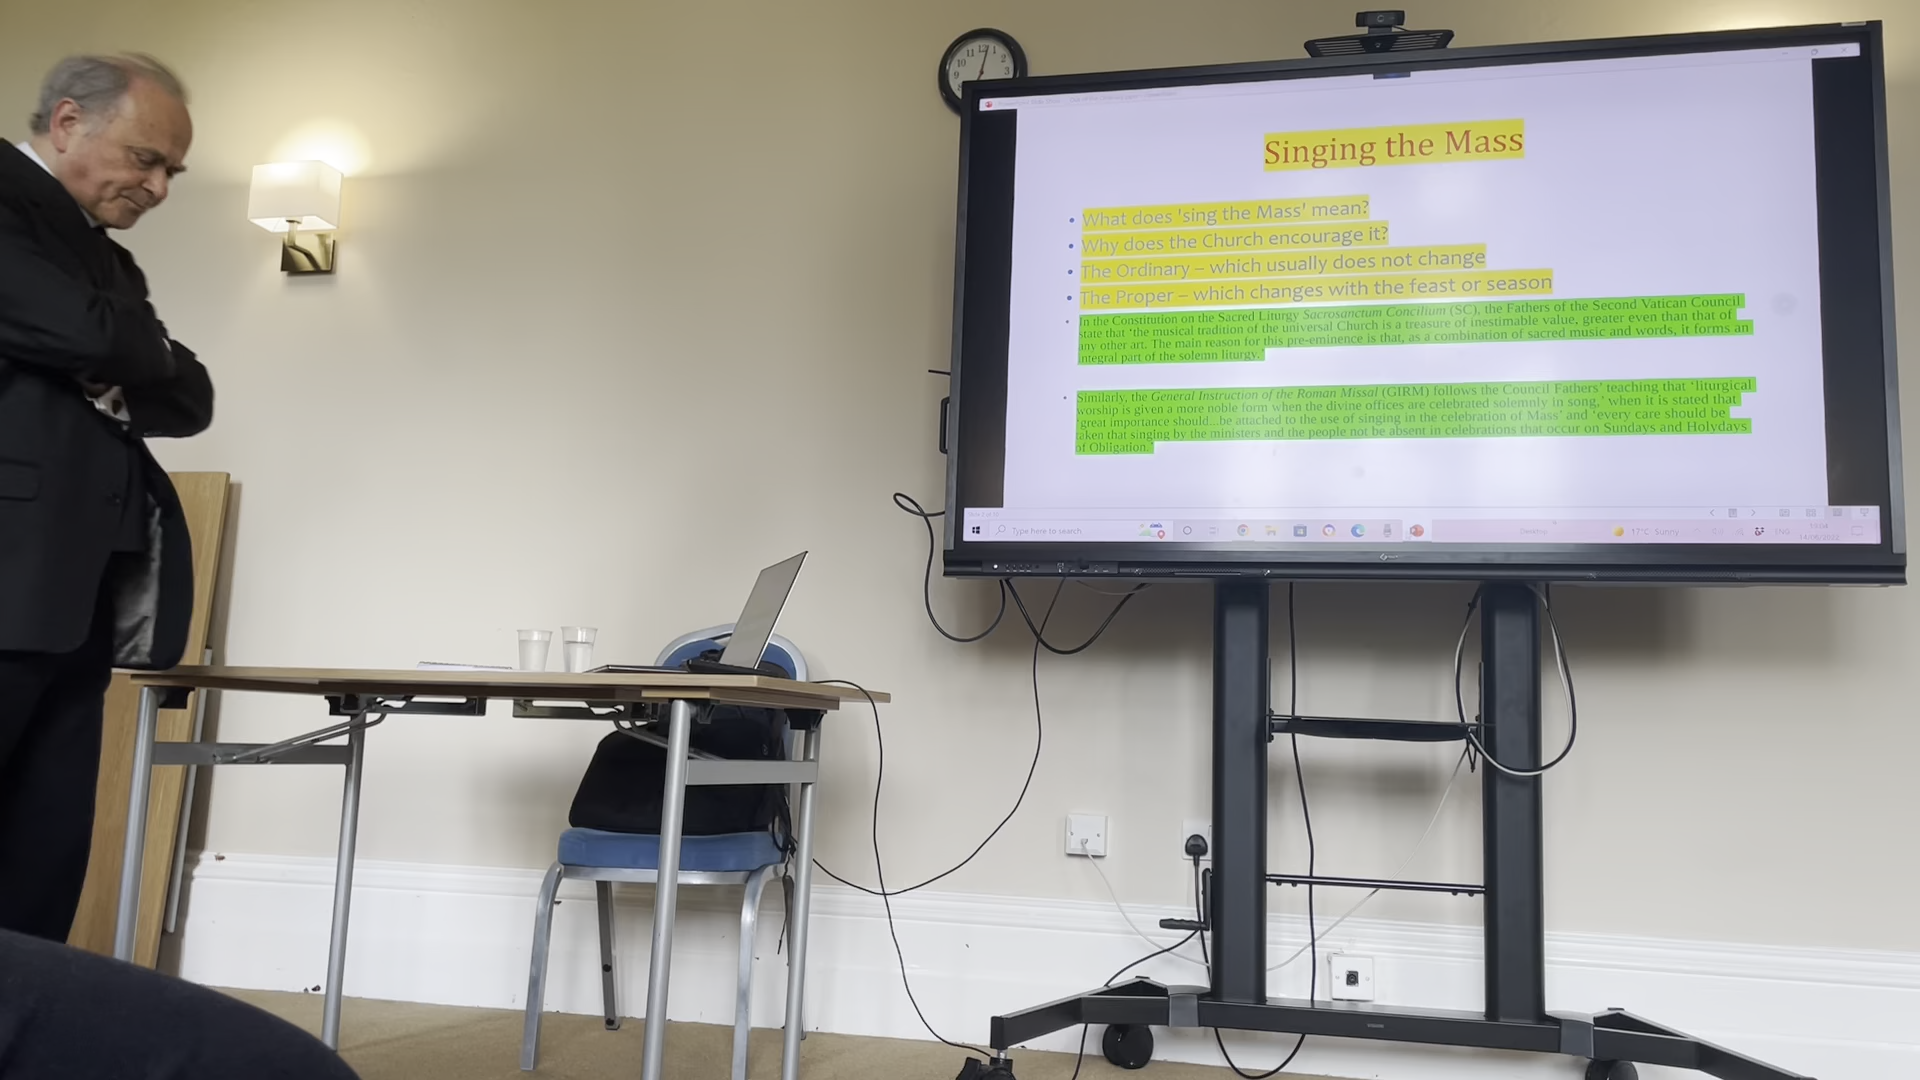 Singing the Mass
• What does 'sing the Mass' mean?
• Why does the Church encourage it?
• The Ordinary – which usually does not change
• The Proper – which changes with the feast or season
• In the Constitution on the Sacred Liturgy Sacrosanctum Concilium (SC), the Fathers of the Second Vatican Council
state that 'the musical tradition of the universal Church is a treasure of inestimable value, greater even than that of
any other art. The main reason for this pre-eminence is that, as a combination of sacred music and words, it forms an
integral part of the solemn liturgy.'
• Similarly, the General Instruction of the Roman Missal (GIRM) follows the Council Fathers' teaching that 'liturgical
worship is given a more noble form when the divine offices are celebrated solemnly in song,' when it is stated that
'great importance should...be attached to the use of singing in the celebration of Mass' and 'every care should be
taken that singing by the ministers and the people not be absent in celebrations that occur on Sundays and Holydays
of Obligation.'
Type here to search
Desktop
17°C Sunny
ENG
11 12 1
10 2
9 3